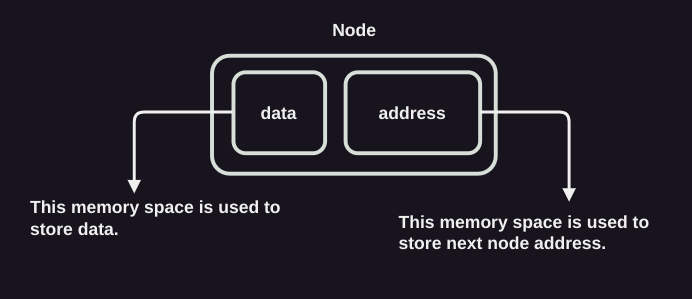 Node
data
address
This memory space is used to
store data.
This memory space is used to
store next node address.